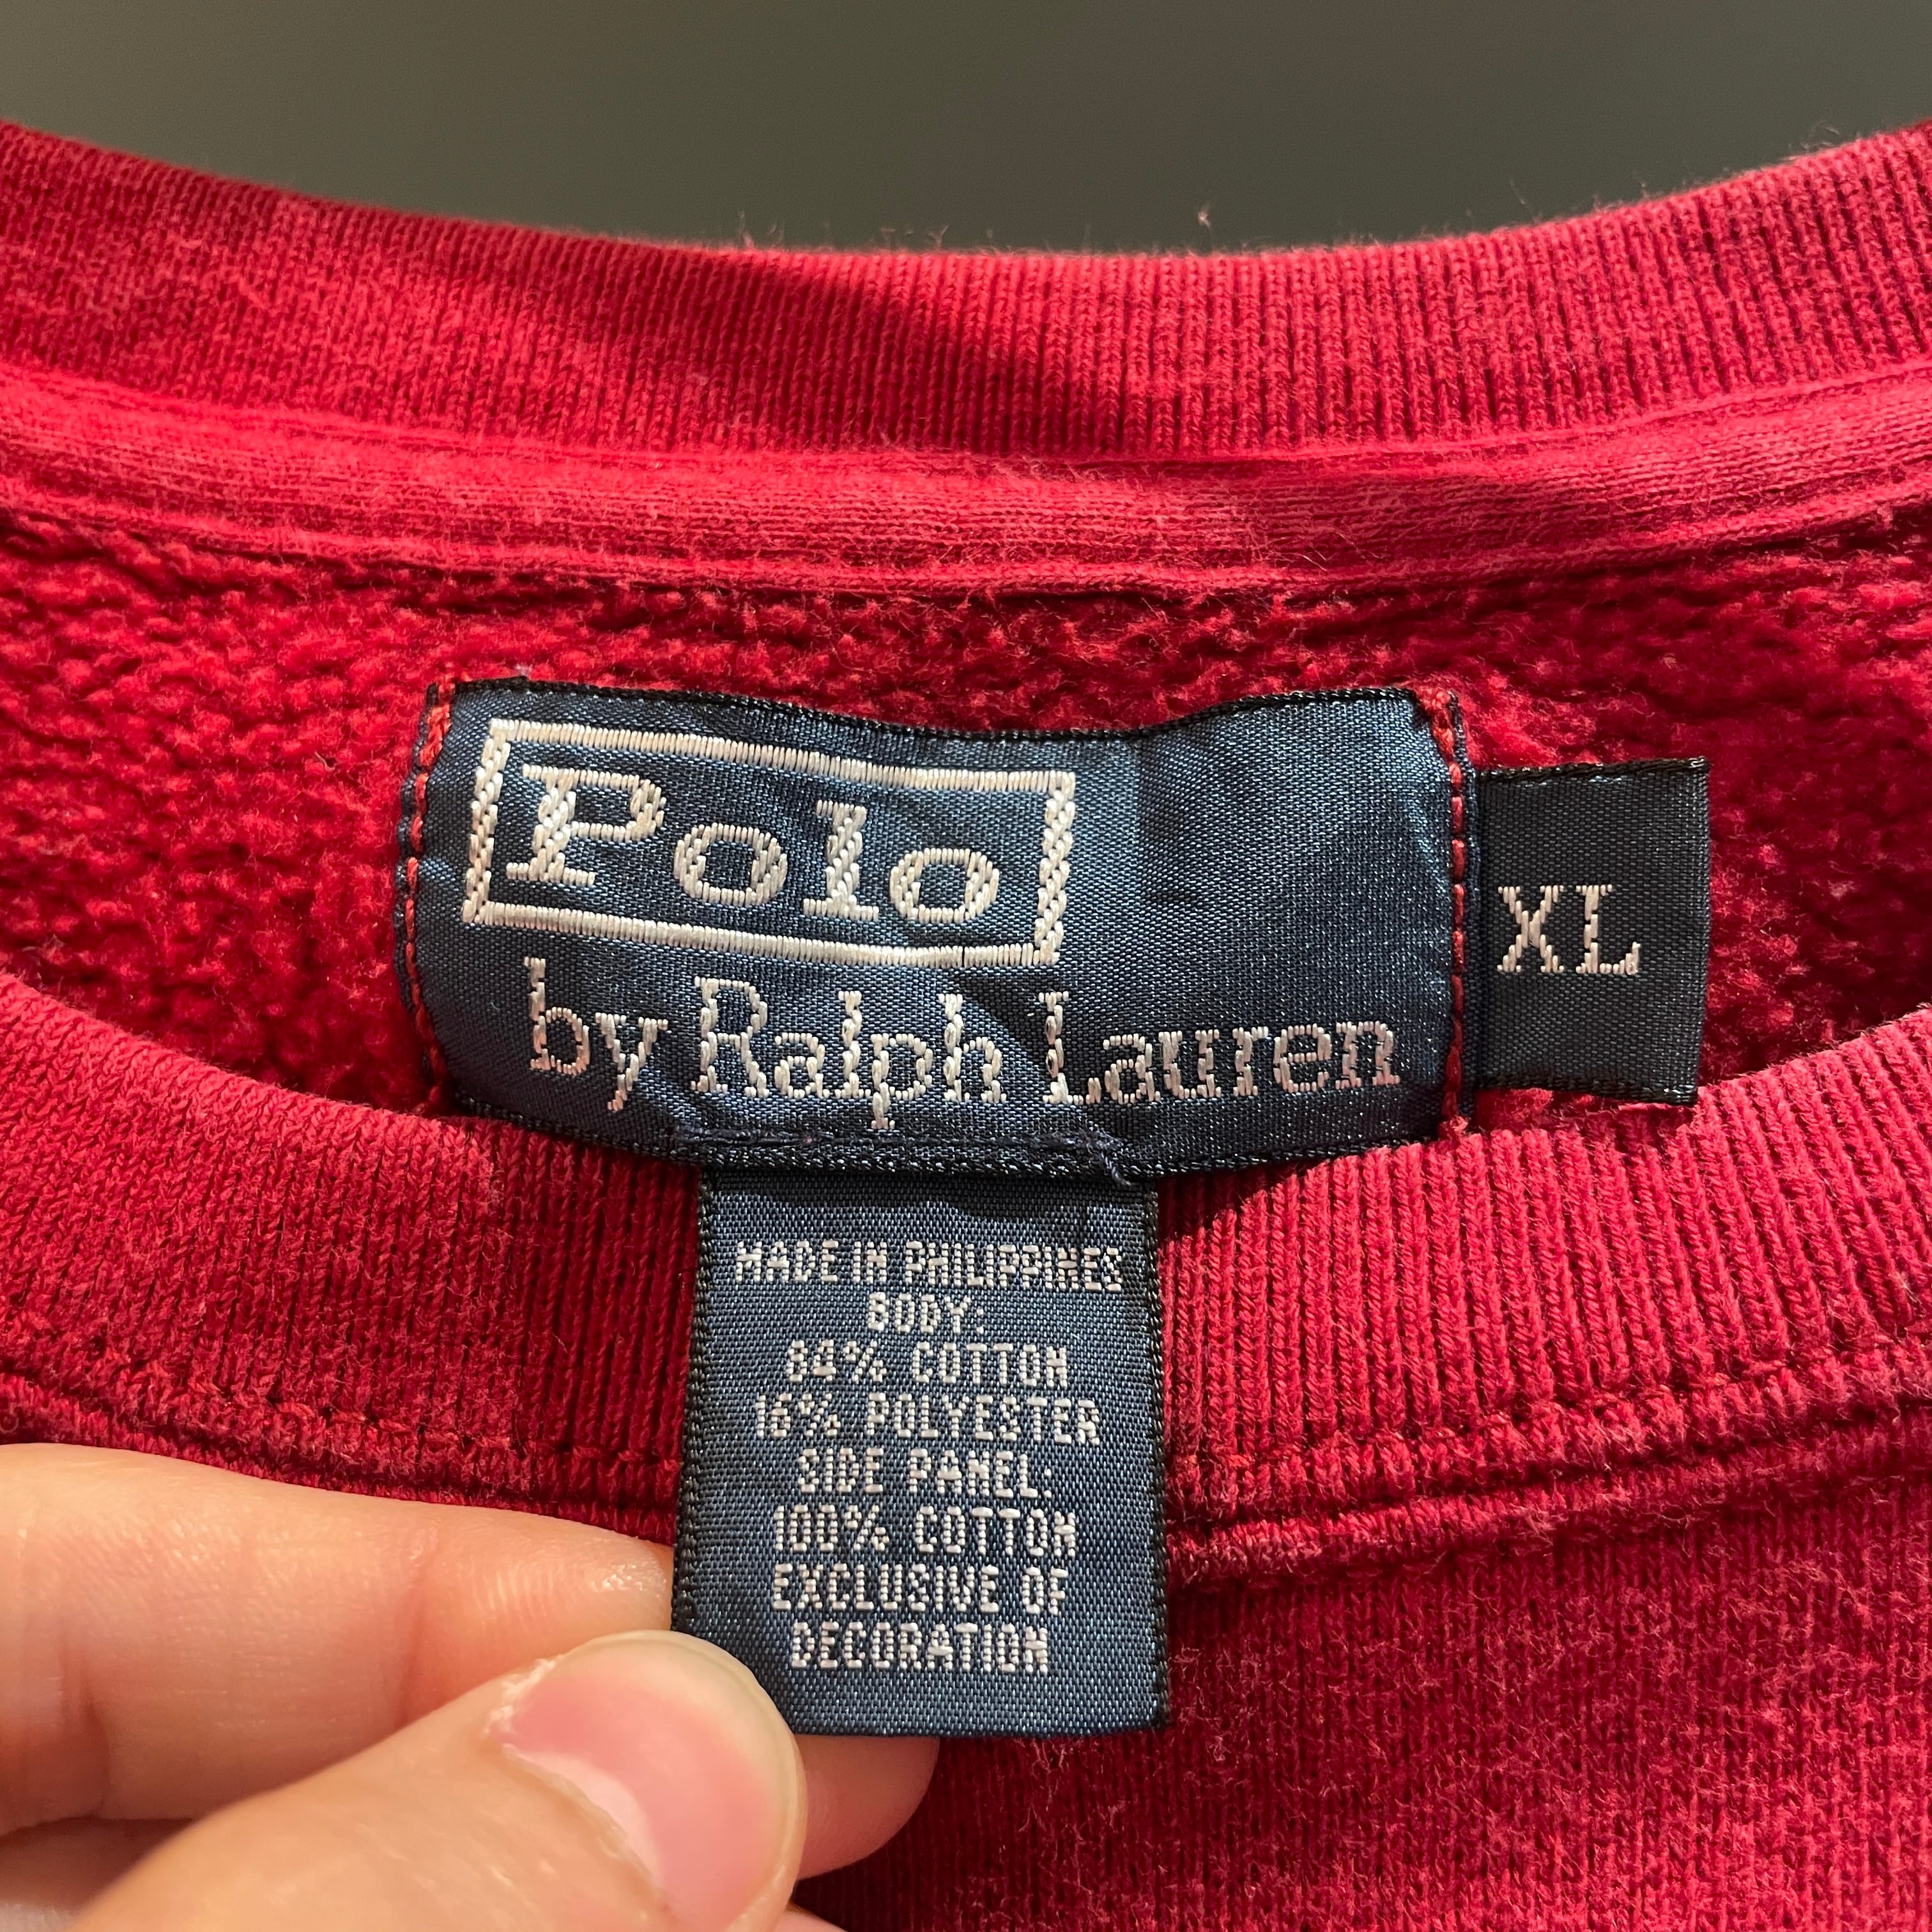 Polo
by Ralph Lauren
XL
MADE IN PHILIPPINES
BODY:
84% COTTON
16% POLYESTER
SIDE PANEL:
100% COTTON
EXCLUSIVE OF
DECORATION